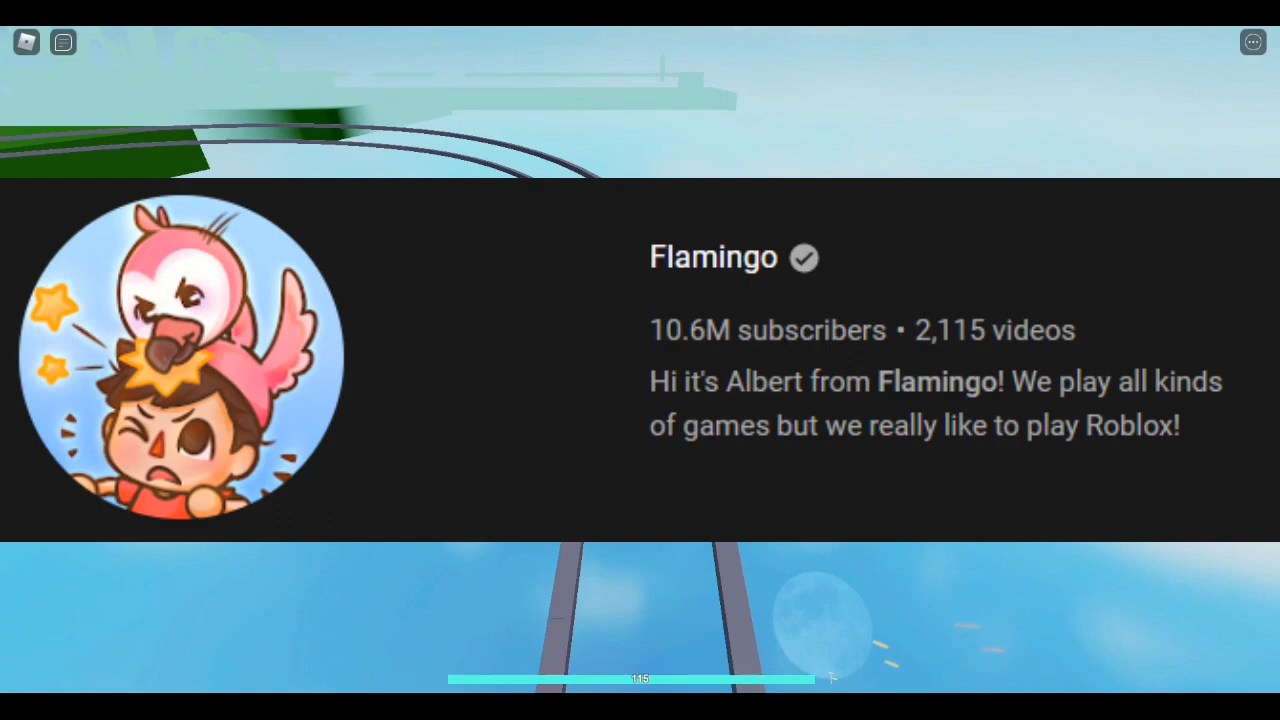 Flamingo
10.6M subscribers • 2,115 videos
Hi it's Albert from Flamingo! We play all kinds
of games but we really like to play Roblox!
115